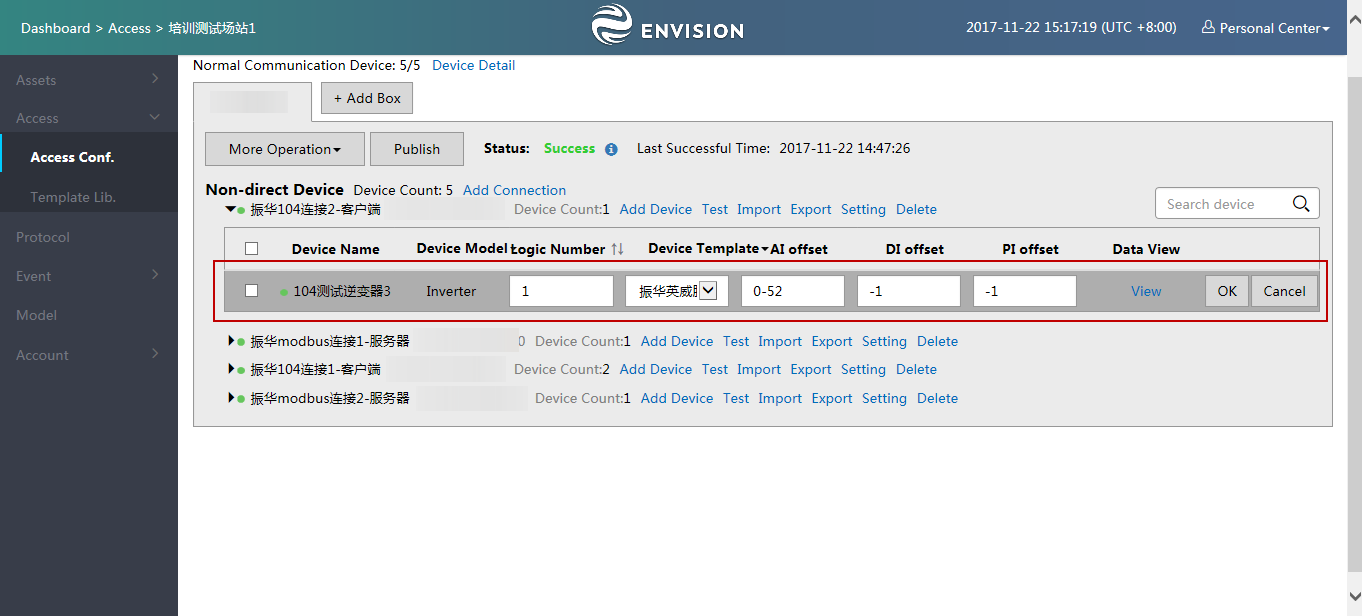 Dashboard > Access > 培训测试场站1
ENVISION
2017-11-22 15:17:19 (UTC +8:00)
Personal Center
Assets
Access
Access Conf.
Template Lib.
Protocol
Event
Model
Account
Normal Communication Device: 5/5 Device Detail
+ Add Box
More Operation Publish Status: Success Last Successful Time: 2017-11-22 14:47:26
Non-direct Device Device Count: 5 Add Connection
振华104连接2-客户端 Device Count:1 Add Device Test Import Export Setting Delete
Search device
Device Name Device Model Logic Number Device Template AI offset DI offset PI offset Data View
104测试逆变器3 Inverter 1 振华英威 0-52 -1 -1 View OK Cancel
振华modbus连接1-服务器 0 Device Count:1 Add Device Test Import Export Setting Delete
振华104连接1-客户端 Device Count:2 Add Device Test Import Export Setting Delete
振华modbus连接2-服务器 Device Count:1 Add Device Test Import Export Setting Delete